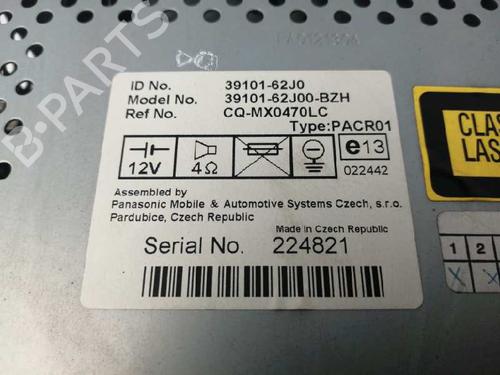 ID No. 39101-62J0
Model No. 39101-62J00-BZH
Ref No. CQ-MX0470LC
Type:PACR01
12V 4Ω e13
022442
Assembled by
Panasonic Mobile & Automotive Systems Czech, s.r.o.
Pardubice, Czech Republic
Made in Czech Republic
Serial No. 224821
CLAS
LAS
1 2
X X
B-PARTS